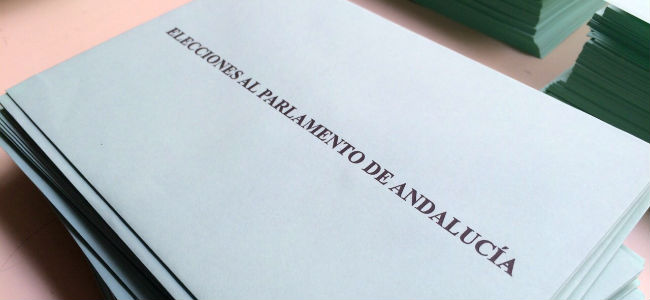 ELECCIONES AL PARLAMENTO DE ANDALUCÍA